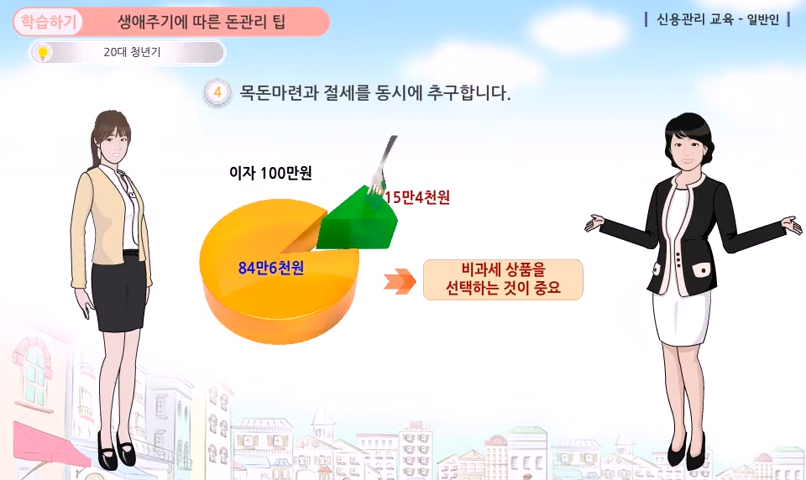 학습하기
생애주기에 따른 돈관리 팁
신용관리 교육 - 일반인
20대 청년기
4 목돈마련과 절세를 동시에 추구합니다.
이자 100만원
15만4천원
84만6천원
비과세 상품을
선택하는 것이 중요